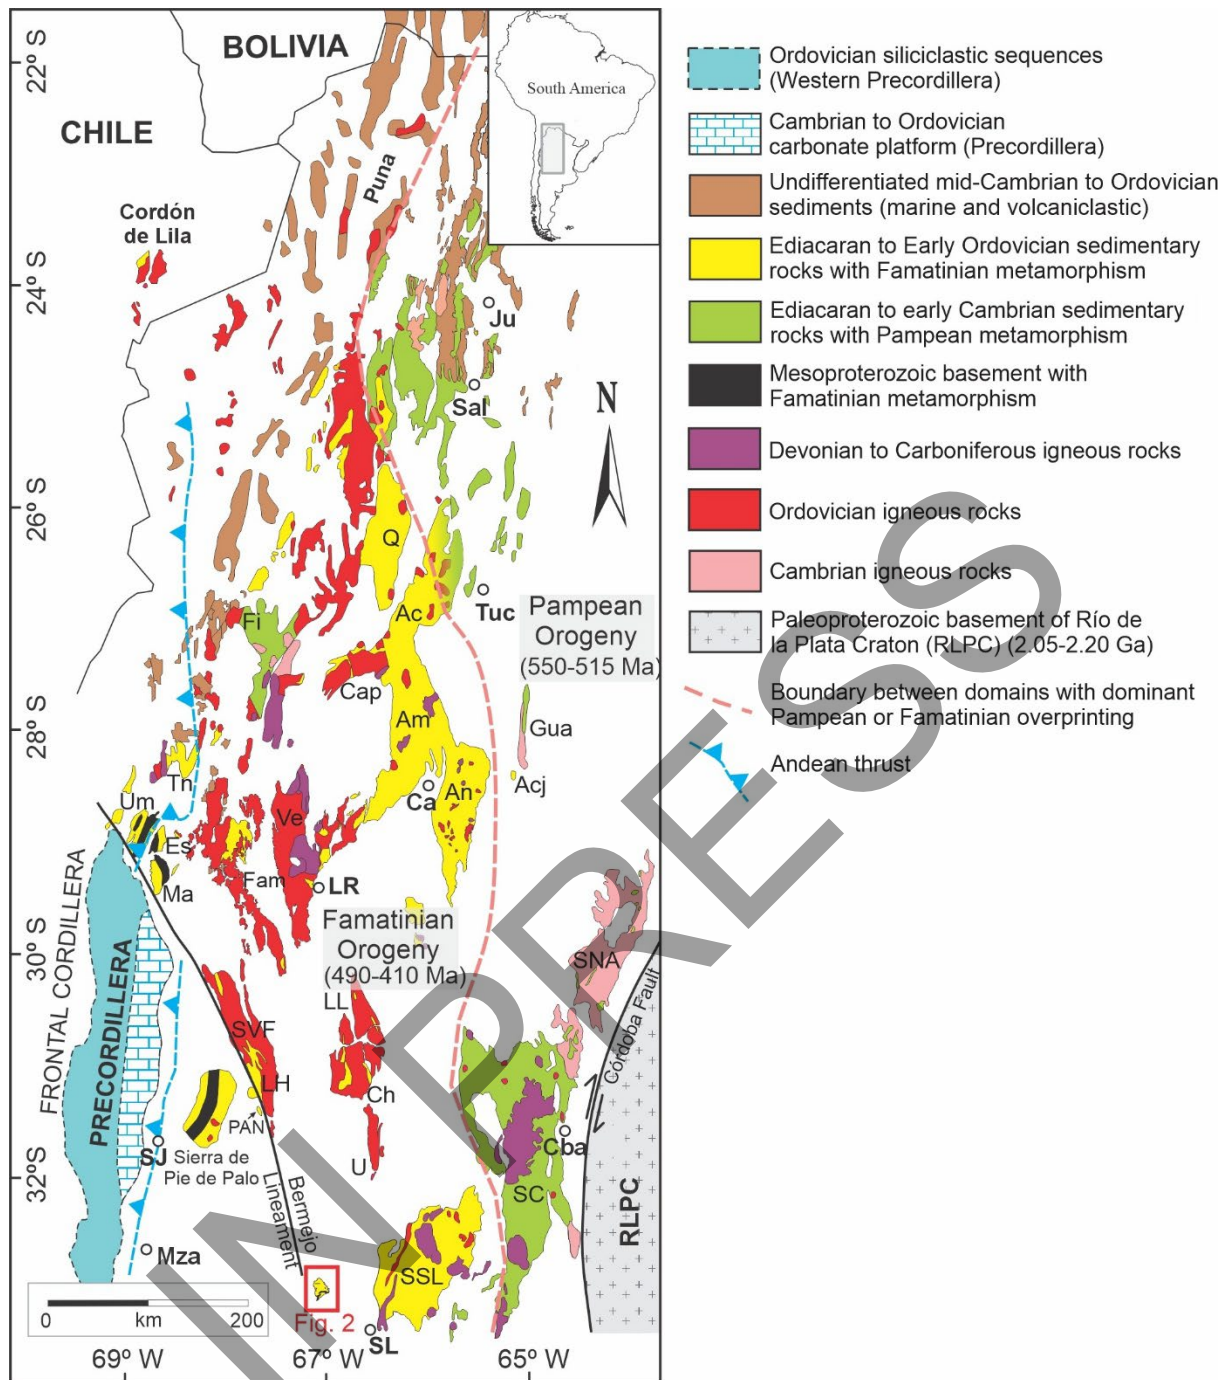 BOLIVIA
CHILE
South America
22° S
24° S
26° S
28° S
30° S
32°S
Puna
Cordón
de Lila
Ju
Sal
N
Q
Tuc
Ac
Fi
Pampean
Orogeny
(550-515 Ma)
Cap
Am
Gua
Th
Acj
Um
Ca
An
Ve
Es
Ma
Fam
LR
Famatinian
Orogeny
(490-410 Ma)
FRONTAL CORDILLERA
PRECORDILLERA
SNA
LL
Córdoba Fault
SVF
LH
Ch
PAN
SJ
Sierra de
Pie de Palo
U
Cba
SC
RLPC
Bermejo
Lineament
Mza
SSL
0
km
200
Fig. 2
SL
69° W
67° W
65° W
Ordovician siliciclastic sequences
(Western Precordillera)
Cambrian to Ordovician
carbonate platform (Precordillera)
Undifferentiated mid-Cambrian to Ordovician
sediments (marine and volcaniclastic)
Ediacaran to Early Ordovician sedimentary
rocks with Famatinian metamorphism
Ediacaran to early Cambrian sedimentary
rocks with Pampean metamorphism
Mesoproterozoic basement with
Famatinian metamorphism
Devonian to Carboniferous igneous rocks
Ordovician igneous rocks
Cambrian igneous rocks
Paleoproterozoic basement of Río de
la Plata Craton (RLPC) (2.05-2.20 Ga)
Boundary between domains with dominant
Pampean or Famatinian overprinting
Andean thrust
IN PRESS